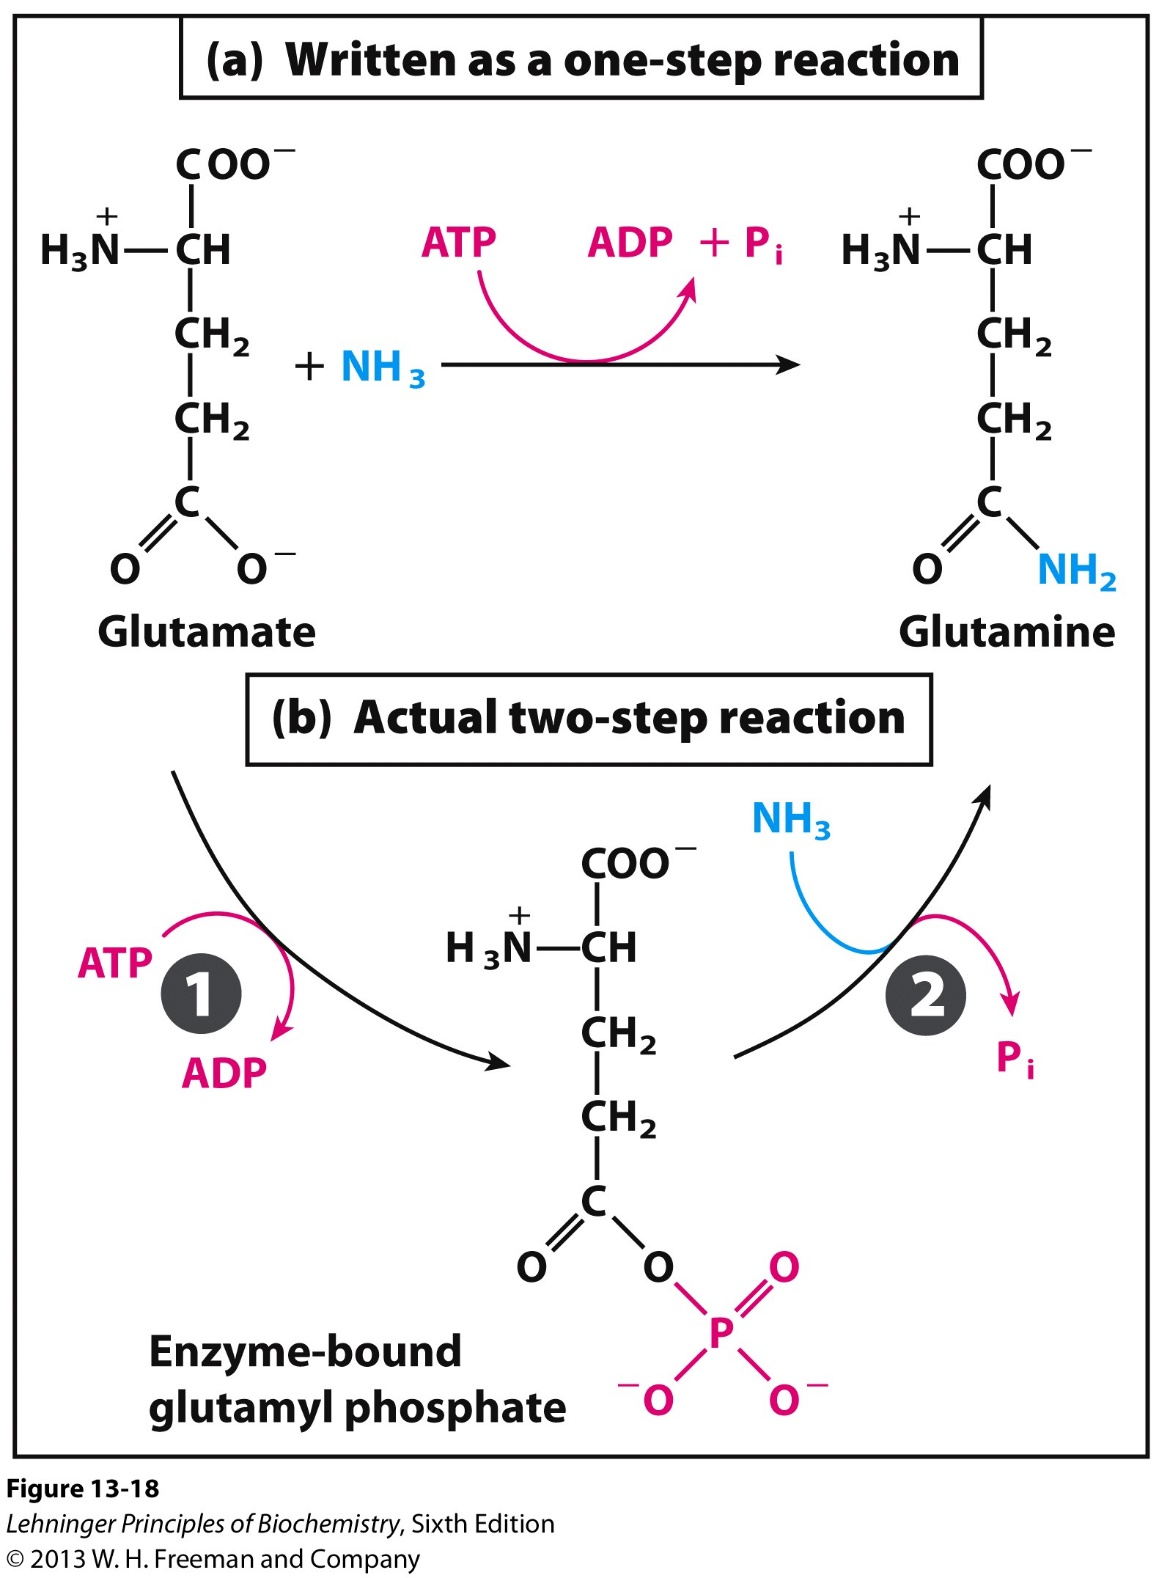 (a) Written as a one-step reaction
COO⁻
H₃N⁺—CH
CH₂
CH₂
C
O O⁻
Glutamate
+ NH₃
ATP ADP + Pᵢ
COO⁻
H₃N⁺—CH
CH₂
CH₂
C
O NH₂
Glutamine
(b) Actual two-step reaction
ATP
1
ADP
COO⁻
H₃N⁺—CH
CH₂
CH₂
C
O O
P O
⁻O O⁻
Enzyme-bound
glutamyl phosphate
NH₃
2
Pᵢ
Figure 13-18
Lehninger Principles of Biochemistry, Sixth Edition
© 2013 W. H. Freeman and Company